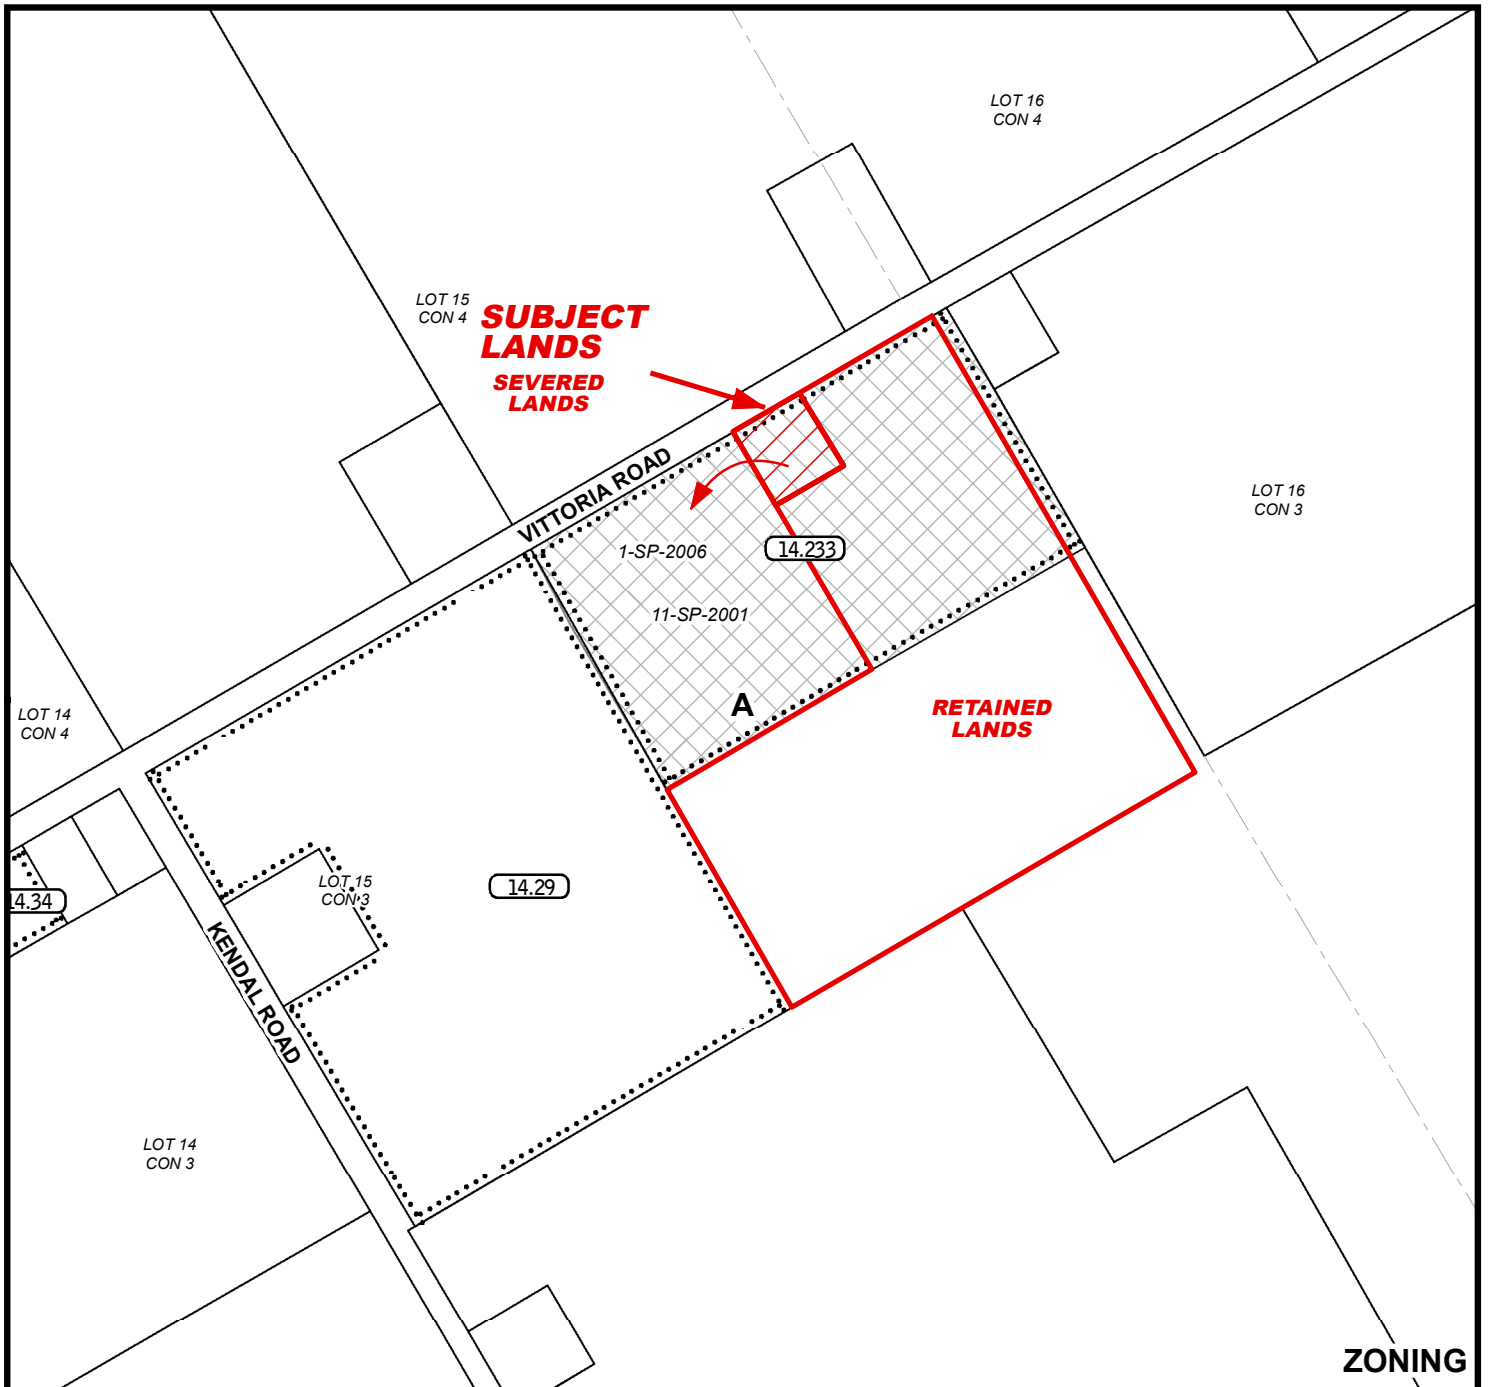 LOT 16
CON 4
LOT 15
CON 4
SUBJECT
LANDS
SEVERED
LANDS
VITTORIA ROAD
LOT 16
CON 3
1-SP-2006
14.233
11-SP-2001
A
RETAINED
LANDS
LOT 14
CON 4
14.34
LOT 15
CON 3
14.29
KENDAL ROAD
LOT 14
CON 3
ZONING